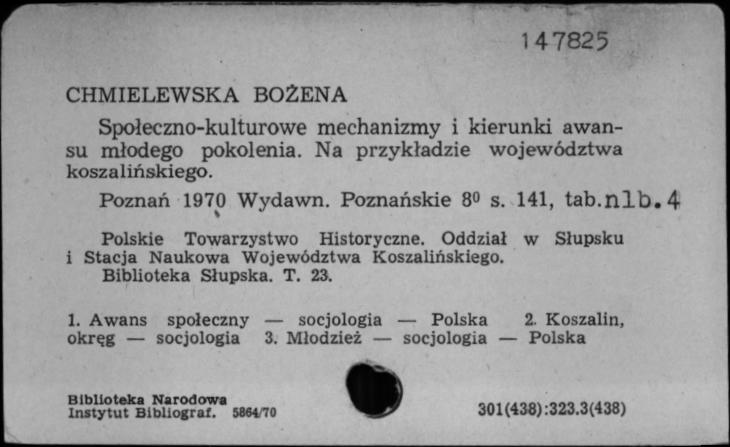 147825
CHMIELEWSKA BOŻENA
Społeczno-kulturowe mechanizmy i kierunki awan-
su młodego pokolenia. Na przykładzie województwa
koszalińskiego.
Poznań 1970 Wydawn. Poznańskie 8⁰ s. 141, tab.nlb.4
Polskie Towarzystwo Historyczne. Oddział w Słupsku
i Stacja Naukowa Województwa Koszalińskiego.
Biblioteka Słupska. T. 23.
1. Awans społeczny — socjologia — Polska 2. Koszalin,
okręg — socjologia 3. Młodzież — socjologia — Polska
Biblioteka Narodowa
Instytut Bibliograf. 5864/70
301(438):323.3(438)